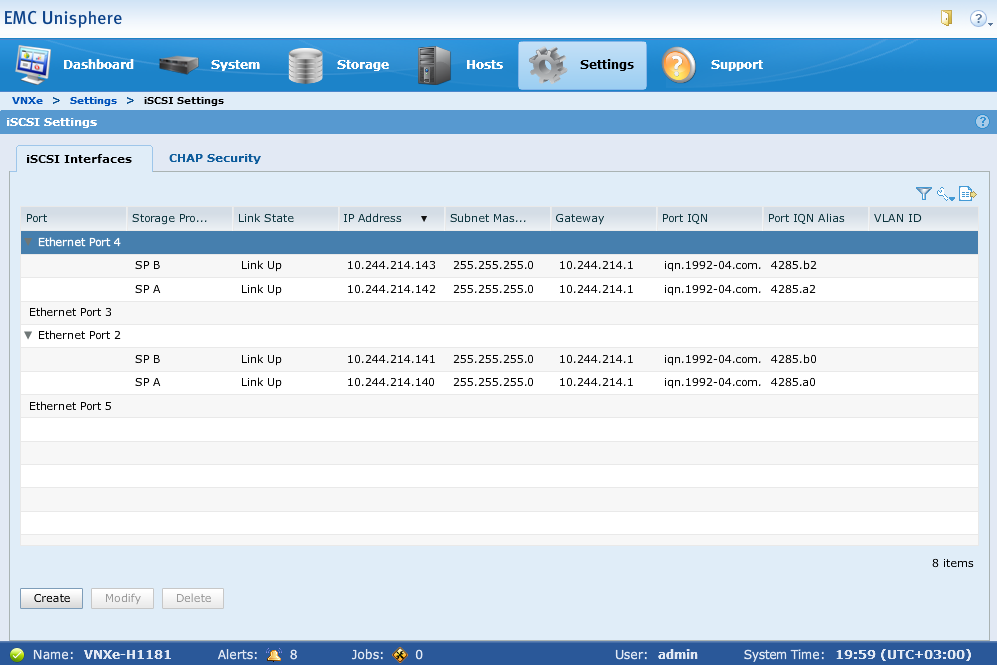 EMC Unisphere
Dashboard System Storage Hosts Settings Support
VNXe > Settings > iSCSI Settings
iSCSI Settings
iSCSI Interfaces CHAP Security
Port Storage Pro... Link State IP Address Subnet Mas... Gateway Port IQN Port IQN Alias VLAN ID
Ethernet Port 4
SP B Link Up 10.244.214.143 255.255.255.0 10.244.214.1 iqn.1992-04.com. 4285.b2
SP A Link Up 10.244.214.142 255.255.255.0 10.244.214.1 iqn.1992-04.com. 4285.a2
Ethernet Port 3
Ethernet Port 2
SP B Link Up 10.244.214.141 255.255.255.0 10.244.214.1 iqn.1992-04.com. 4285.b0
SP A Link Up 10.244.214.140 255.255.255.0 10.244.214.1 iqn.1992-04.com. 4285.a0
Ethernet Port 5
8 items
Create Modify Delete
Name: VNXe-H1181 Alerts: 8 Jobs: 0 User: admin System Time: 19:59 (UTC+03:00)